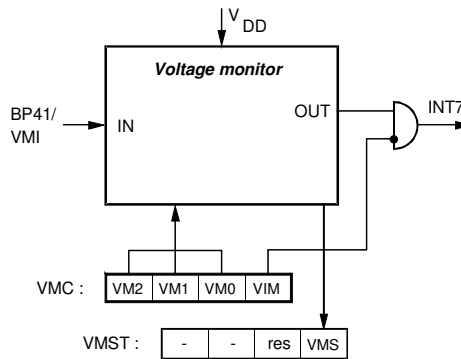 V DD
Voltage monitor
BP41/
VMI
IN
OUT
INT7
VMC : VM2 VM1 VM0 VIM
VMST : - - res VMS